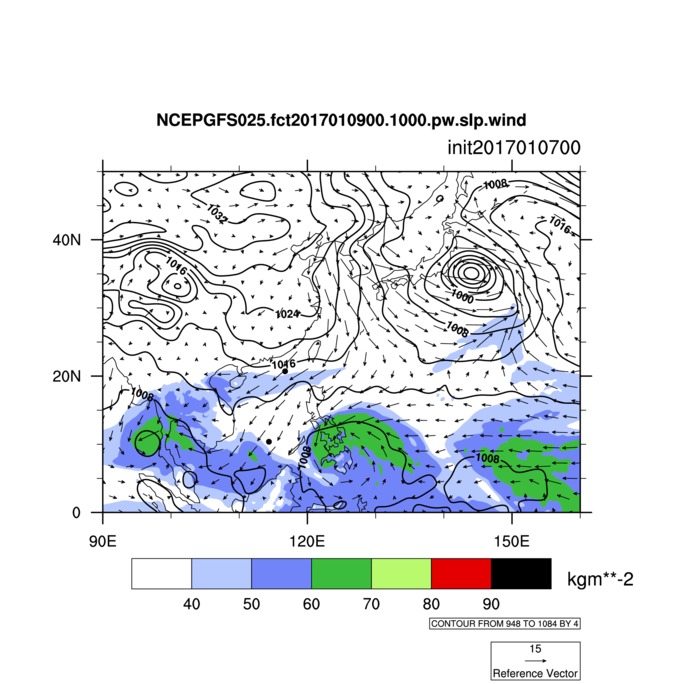 NCEPGFS025.fct2017010900.1000.pw.slp.wind
init2017010700
1008
1032
1016
40N
1016
1000
1024
1008
1016
20N
1008
1008
1008
0
90E 120E 150E
kgm**-2
40 50 60 70 80 90
CONTOUR FROM 948 TO 1084 BY 4
15
Reference Vector